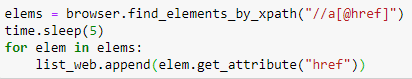 elems = browser.find_elements_by_xpath("//a[@href]")
time.sleep(5)
for elem in elems:
    list_web.append(elem.get_attribute("href"))